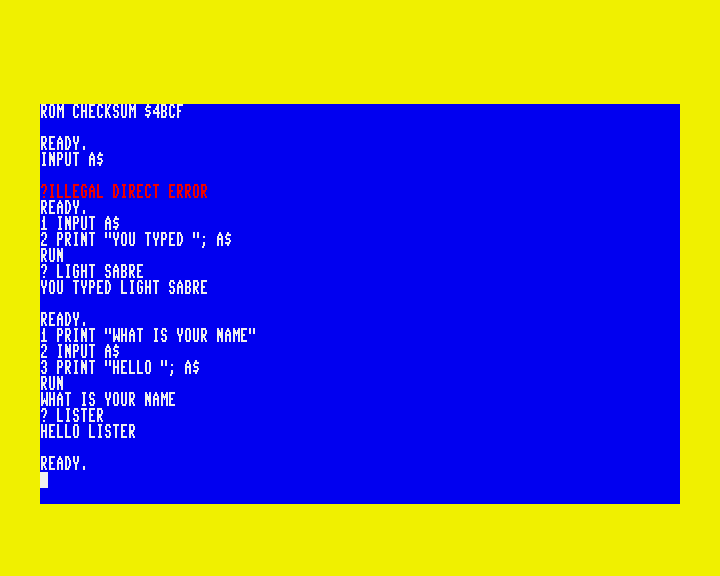 ROM CHECKSUM $4BCF
READY.
INPUT A$
?ILLEGAL DIRECT ERROR
READY.
1 INPUT A$
2 PRINT "YOU TYPED "; A$
RUN
? LIGHT SABRE
YOU TYPED LIGHT SABRE
READY.
1 PRINT "WHAT IS YOUR NAME"
2 INPUT A$
3 PRINT "HELLO "; A$
RUN
WHAT IS YOUR NAME
? LISTER
HELLO LISTER
READY.